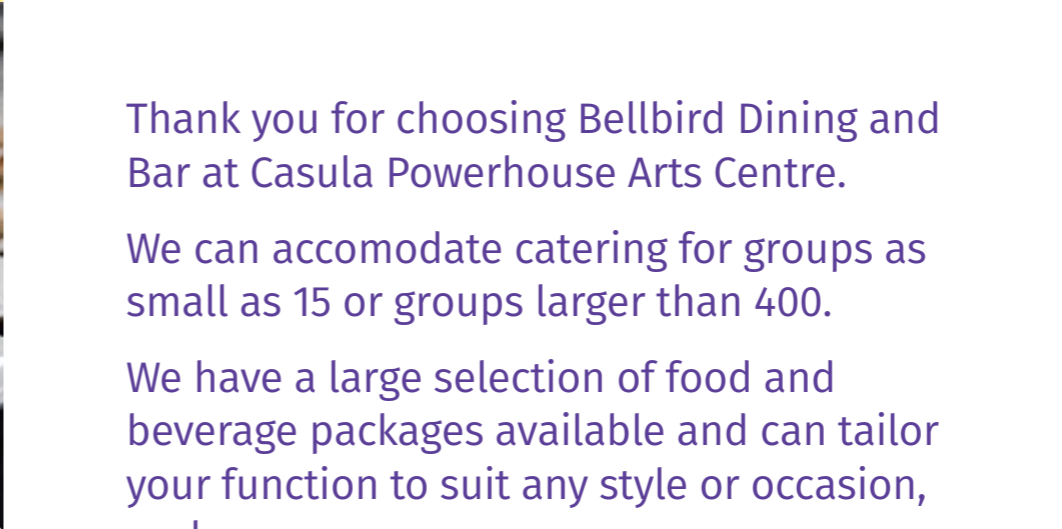 Thank you for choosing Bellbird Dining and
Bar at Casula Powerhouse Arts Centre.
We can accomodate catering for groups as
small as 15 or groups larger than 400.
We have a large selection of food and
beverage packages available and can tailor
your function to suit any style or occasion,